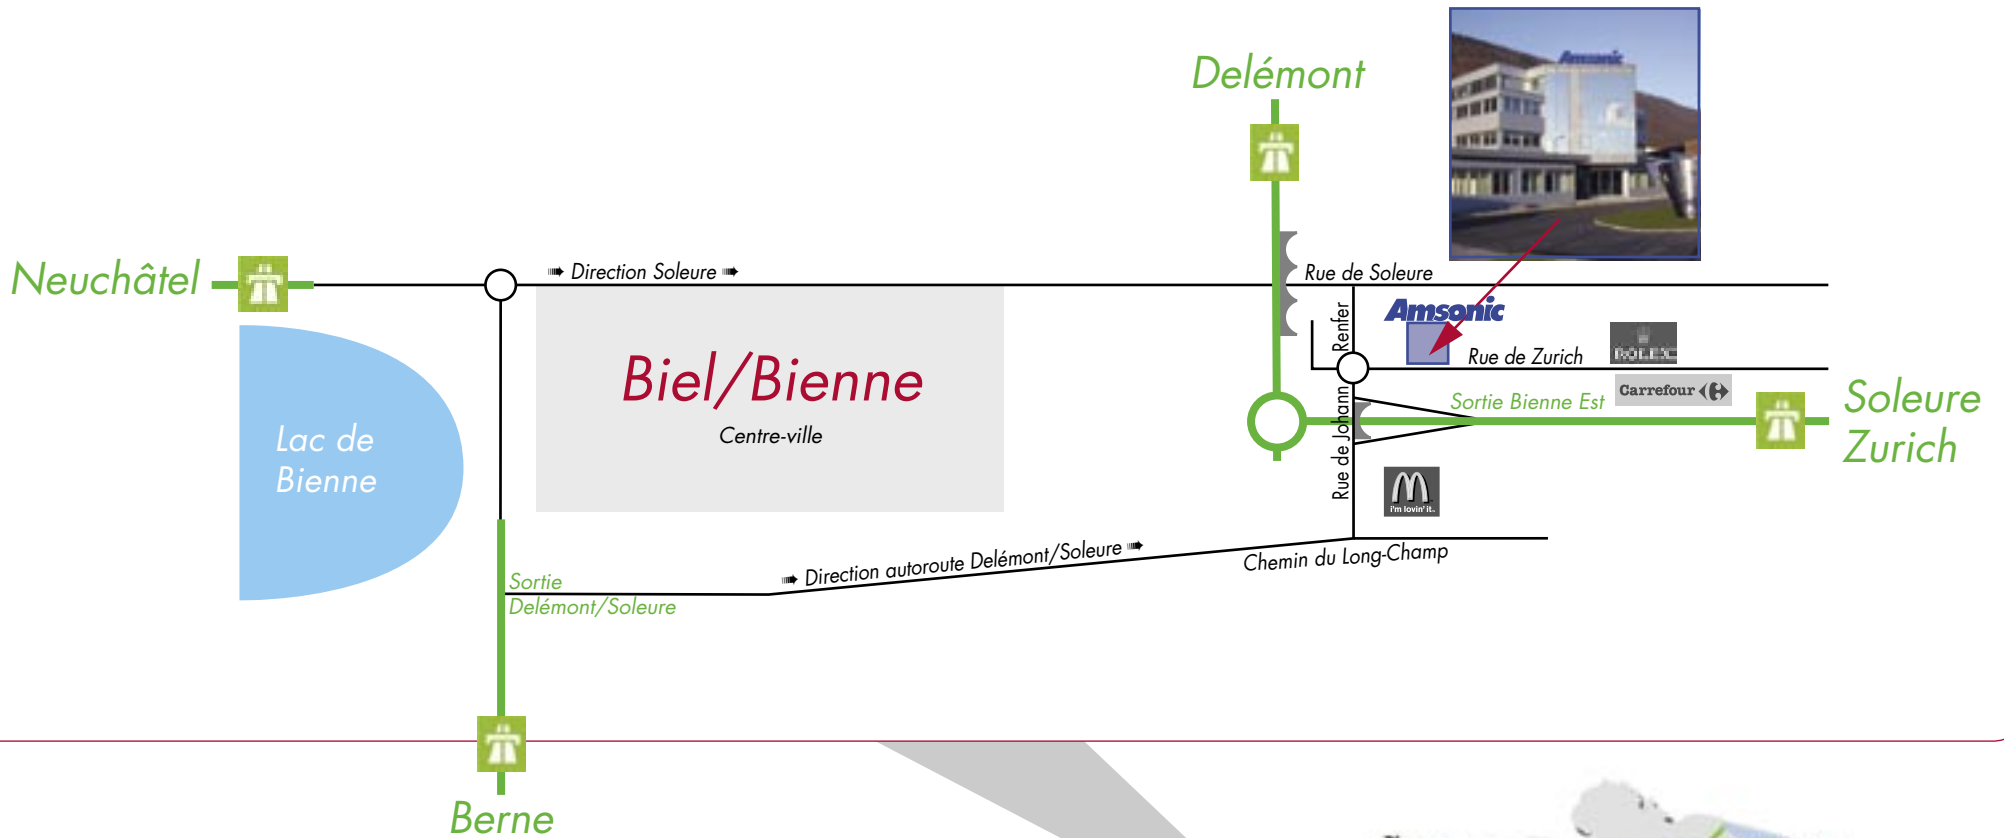 Delémont
Amsonic
Neuchâtel
Direction Soleure
Rue de Soleure
Amsonic
Rue de Johann Renfer
Rue de Zurich
ROLEX
Biel/Bienne
Centre-ville
Carrefour
Sortie Bienne Est
Soleure
Zurich
Lac de
Bienne
i'm lovin' it.
Direction autoroute Delémont/Soleure
Chemin du Long-Champ
Sortie
Delémont/Soleure
Berne